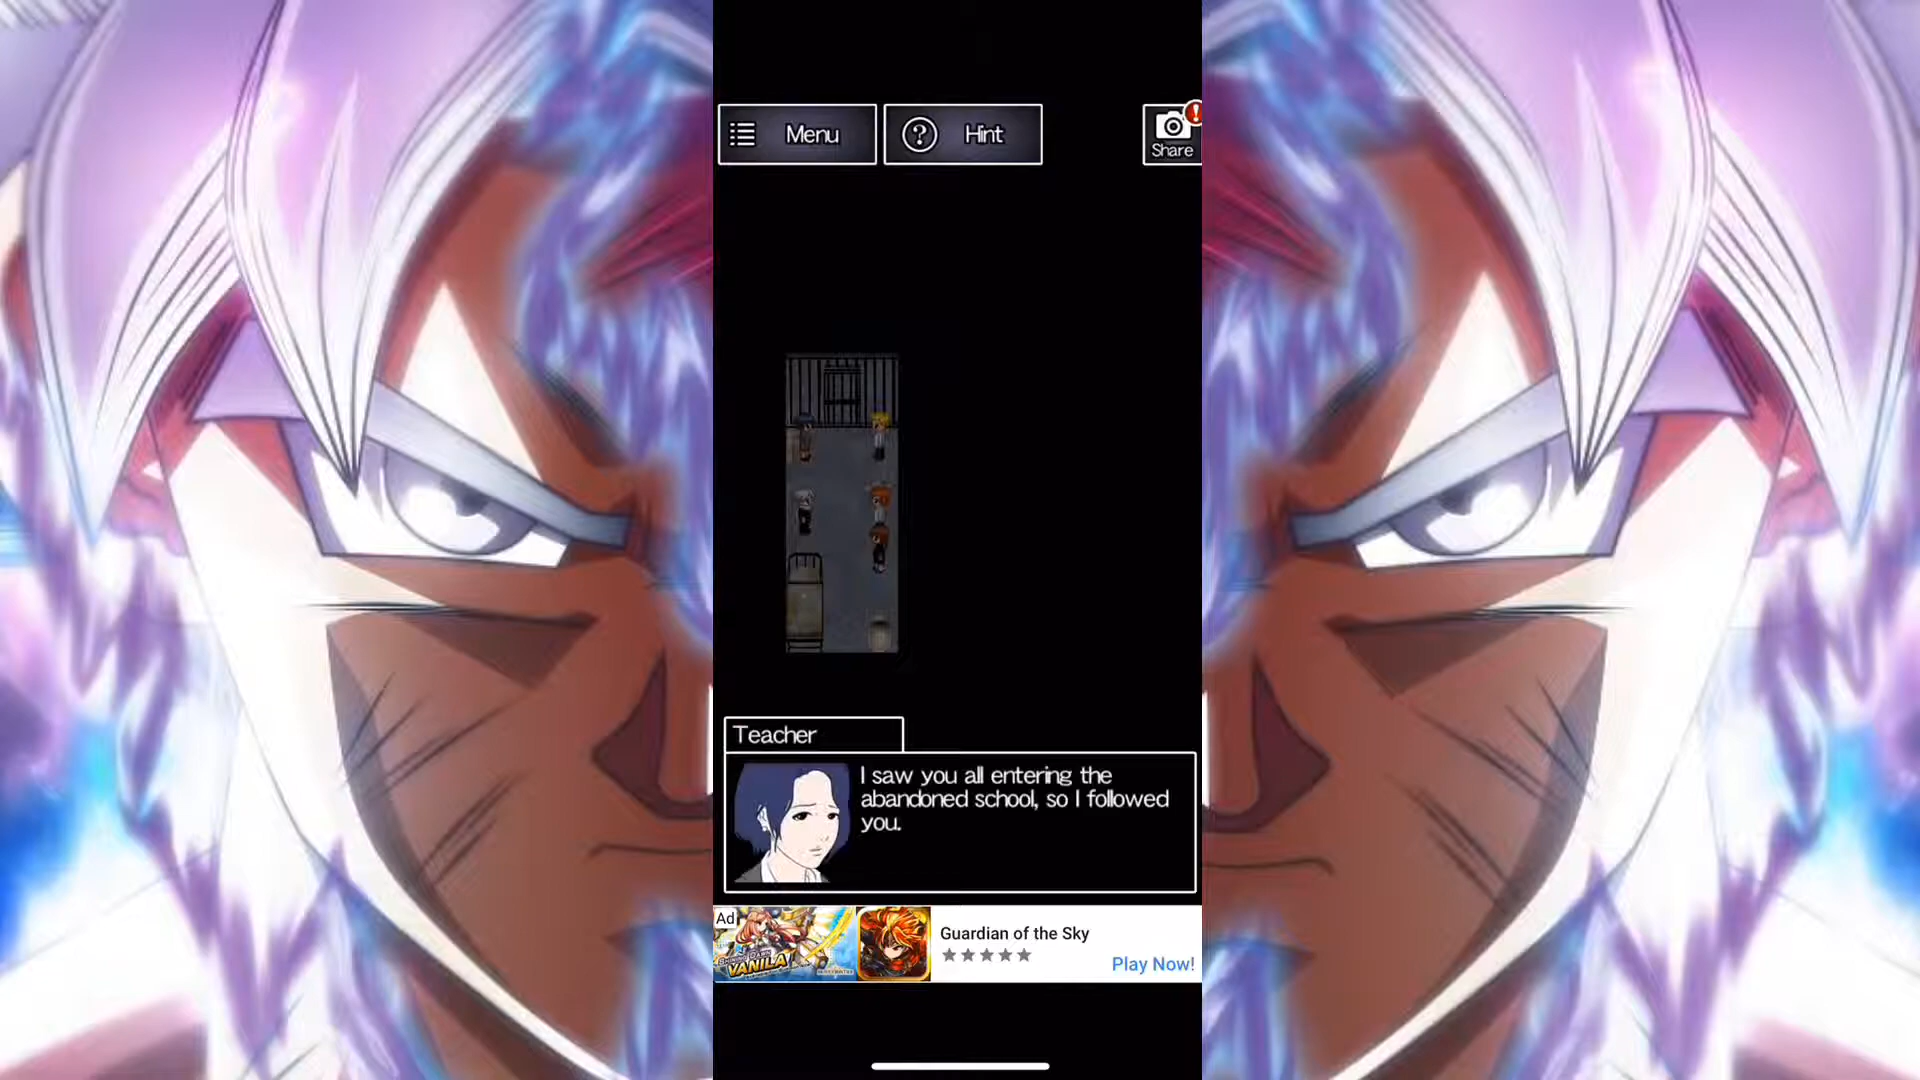 Menu
Hint
Share
Teacher
I saw you all entering the
abandoned school, so I followed
you.
Ad
VANILA
Guardian of the Sky
Play Now!